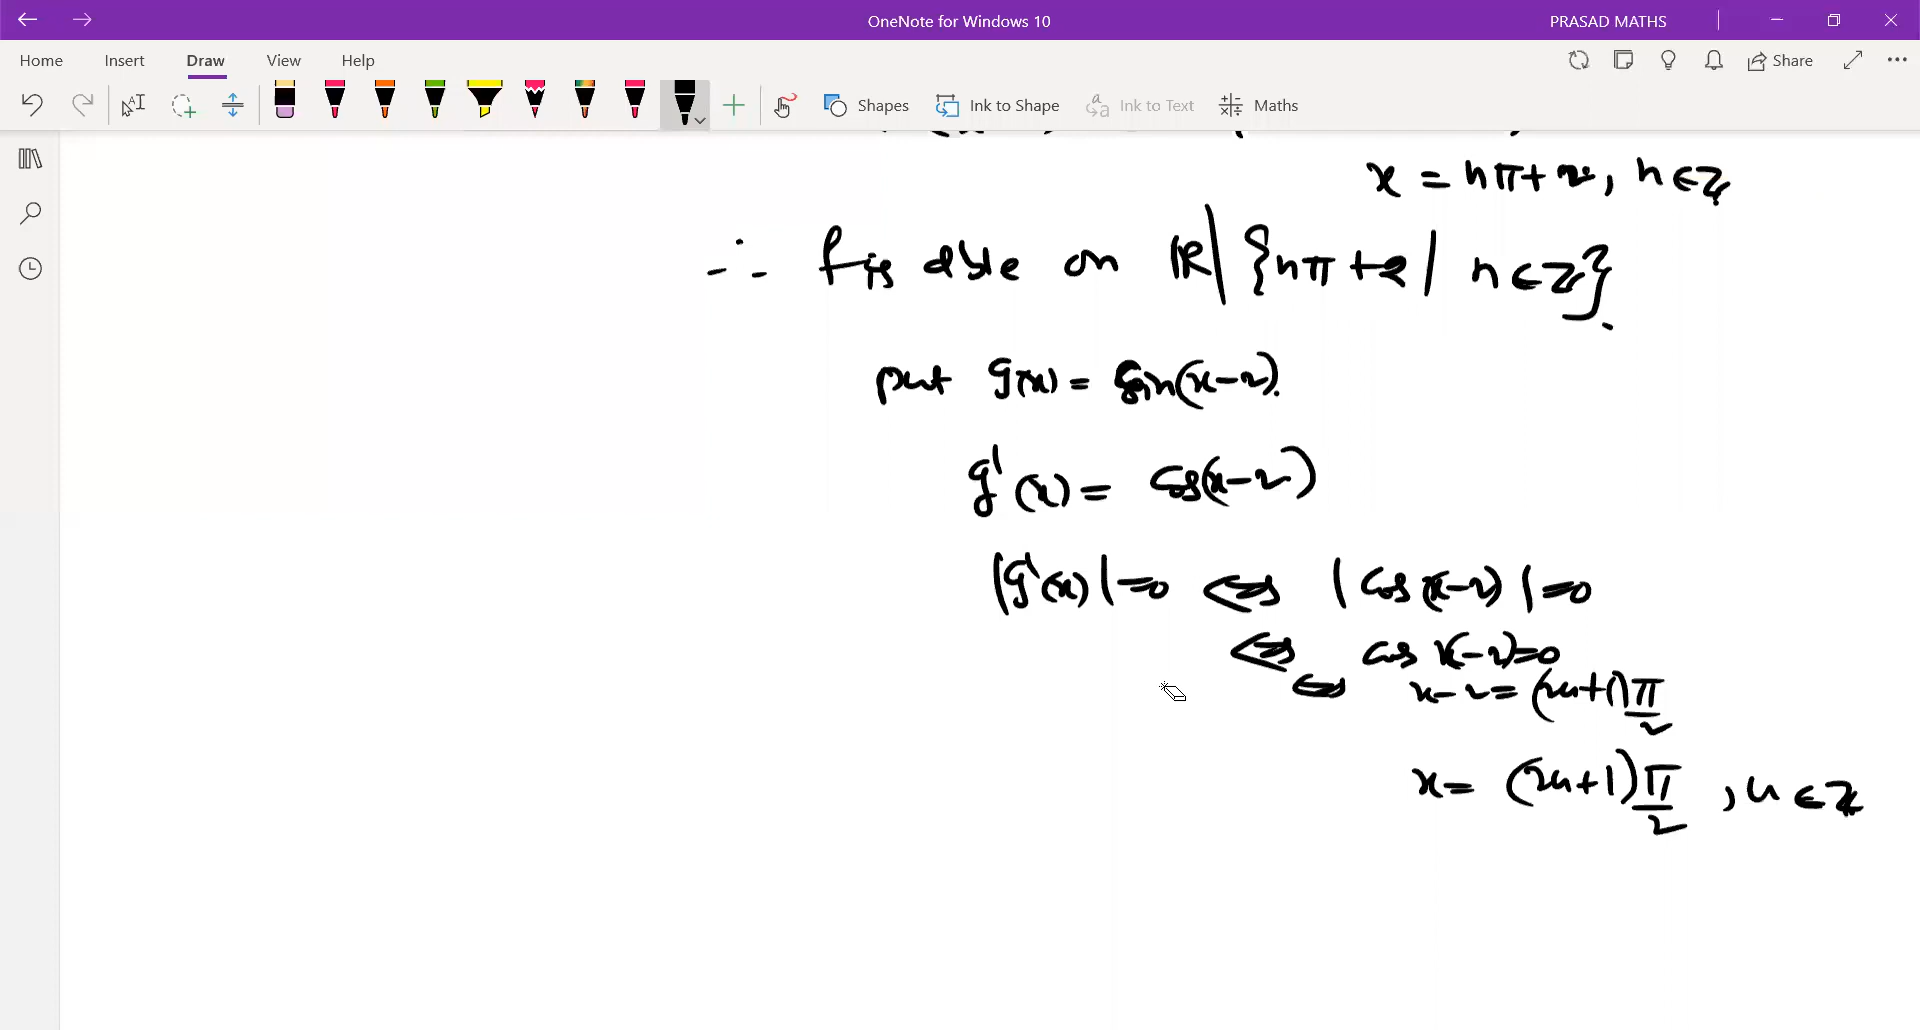 OneNote for Windows 10
PRASAD MATHS
Home Insert Draw View Help
Share
Shapes Ink to Shape Ink to Text Maths
x = nπ+2, n∈ℤ
∴ f is dble on ℝ\{nπ+2 | n∈ℤ}.
put g(x) = Sin(x-2).
g'(x) = Cos(x-2)
|g'(x)|=0 ⇔ |Cos(x-2)|=0
⇔ Cos x(-2)=0
⇔ x-2=(2n+1)π/2
x= (2n+1)π/2, n∈ℤ